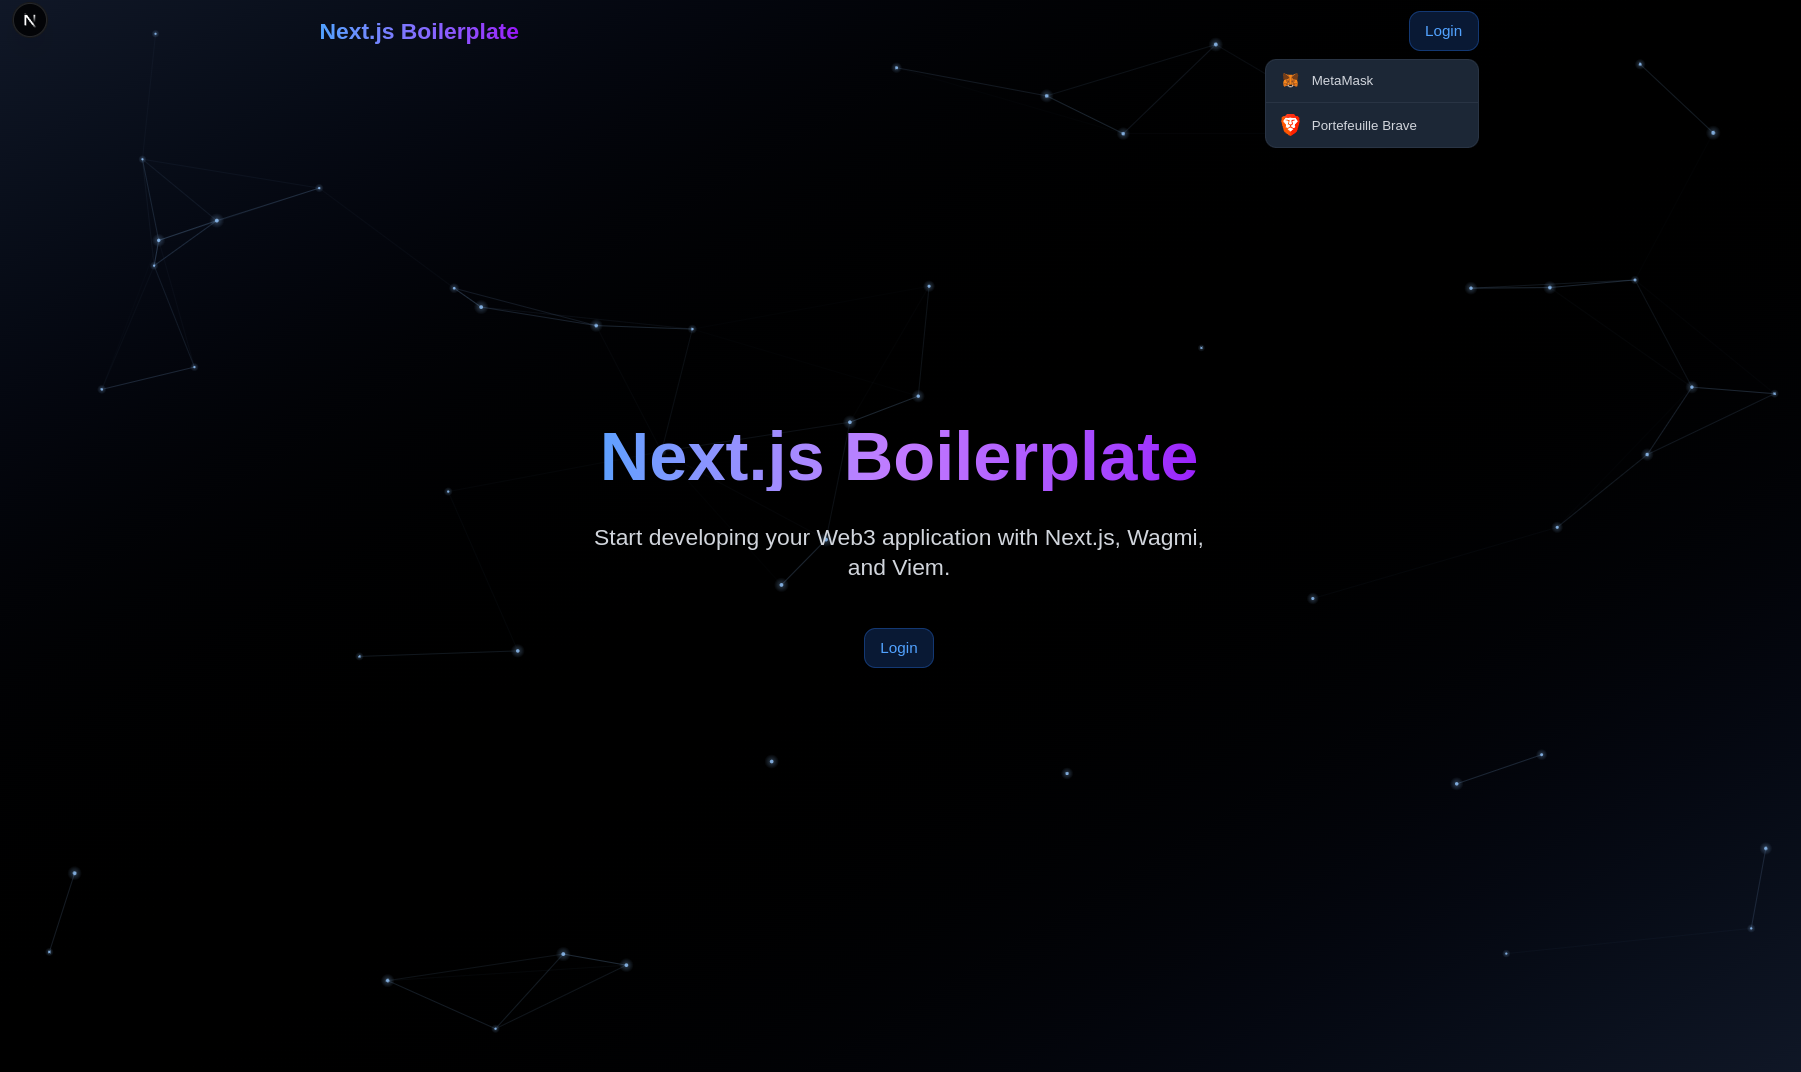 N
Next.js Boilerplate
Login
MetaMask
Portefeuille Brave
Next.js Boilerplate
Start developing your Web3 application with Next.js, Wagmi,
and Viem.
Login